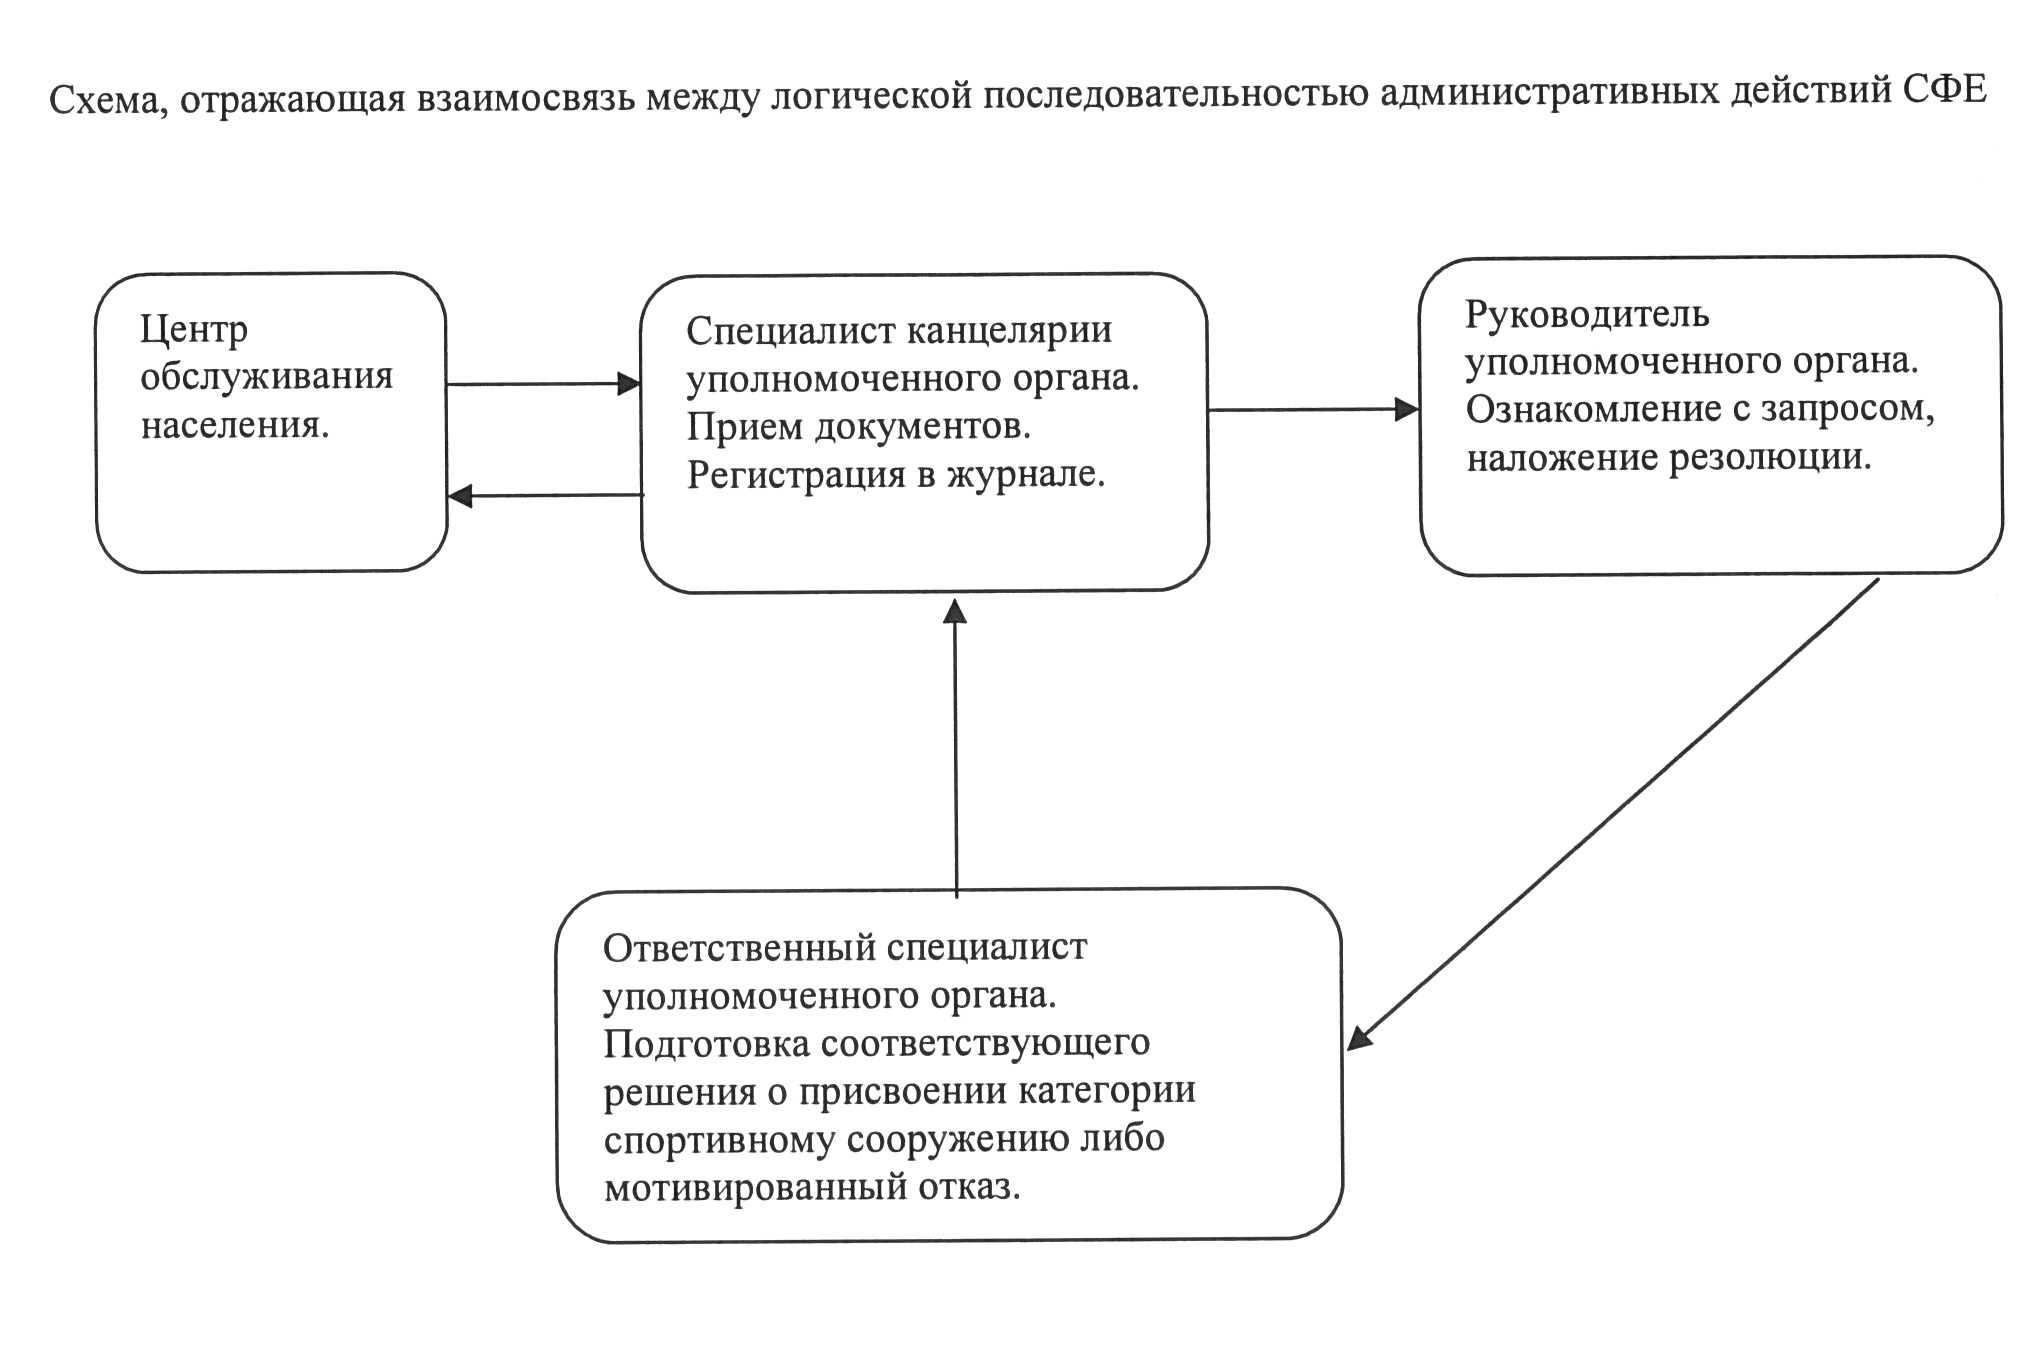 Схема, отражающая взаимосвязь между логической последовательностью административных действий СФЕ
Центр
обслуживания
населения.
Специалист канцелярии
уполномоченного органа.
Прием документов.
Регистрация в журнале.
Руководитель
уполномоченного органа.
Ознакомление с запросом,
наложение резолюции.
Ответственный специалист
уполномоченного органа.
Подготовка соответствующего
решения о присвоении категории
спортивному сооружению либо
мотивированный отказ.